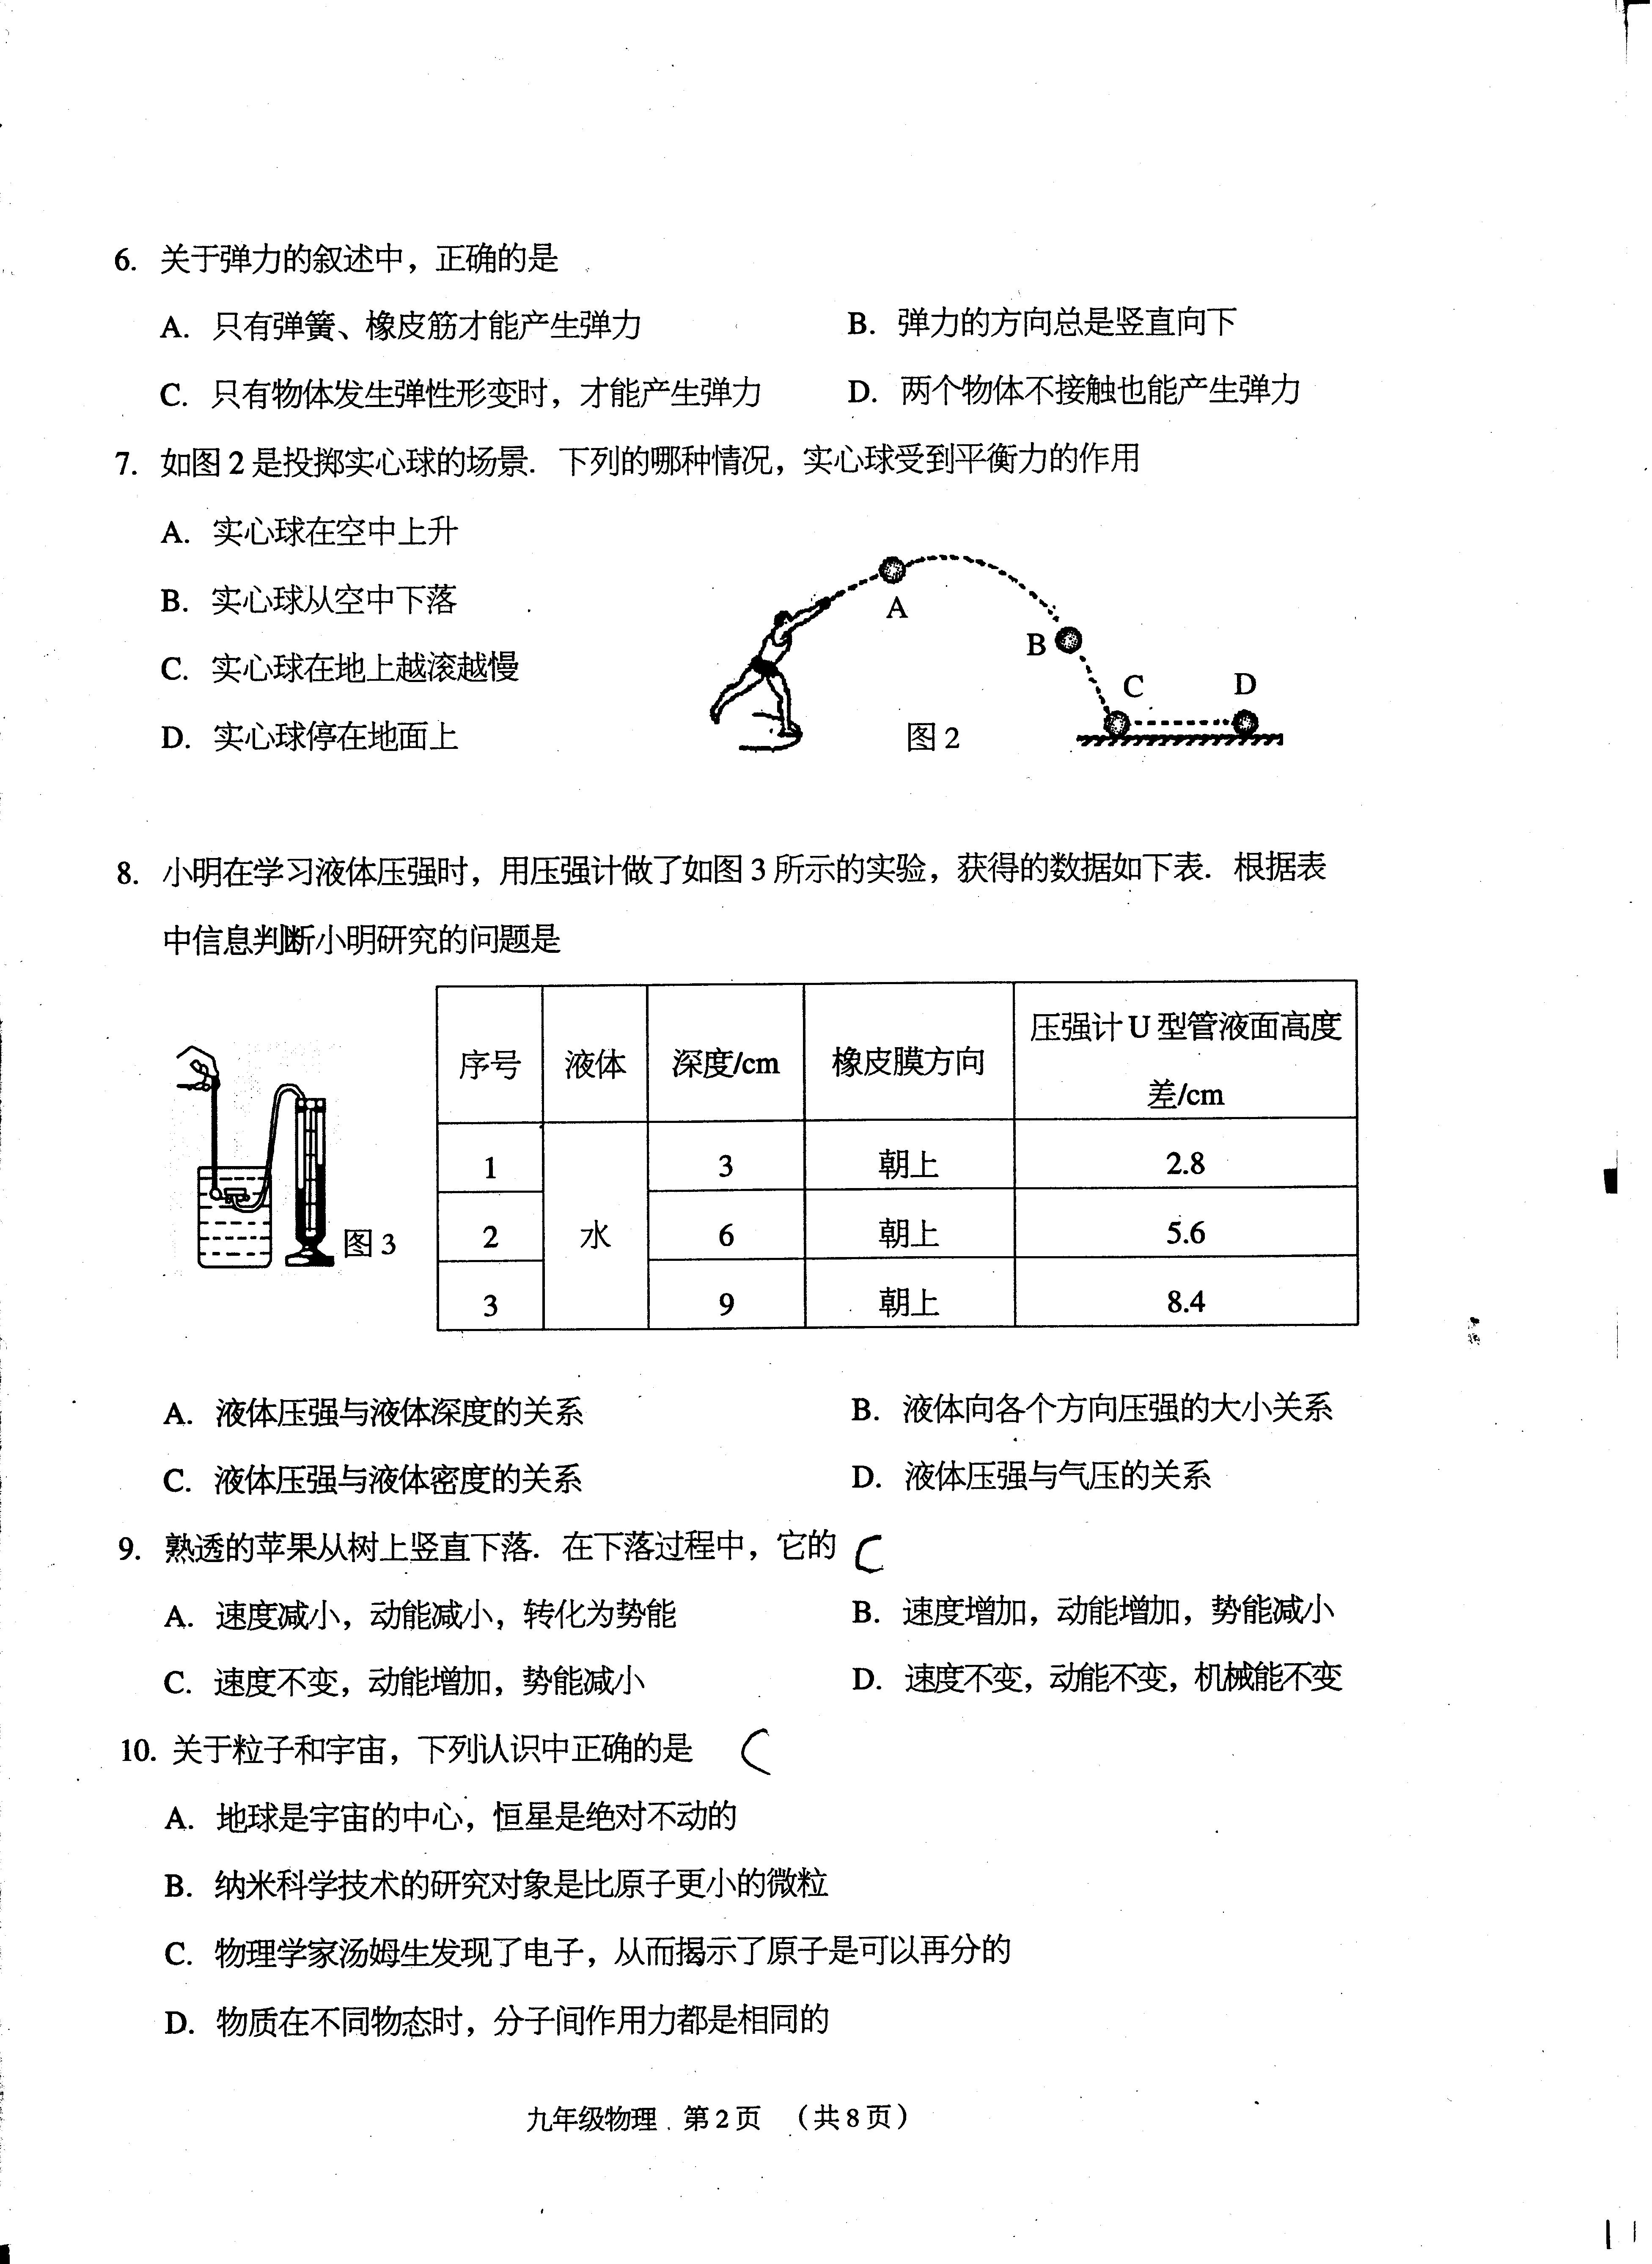 6. 关于弹力的叙述中，正确的是
A. 只有弹簧、橡皮筋才能产生弹力 B. 弹力的方向总是竖直向下
C. 只有物体发生弹性形变时，才能产生弹力 D. 两个物体不接触也能产生弹力
7. 如图 2 是投掷实心球的场景. 下列的哪种情况，实心球受到平衡力的作用
A. 实心球在空中上升
B. 实心球从空中下落
C. 实心球在地上越滚越慢
D. 实心球停在地面上
A
B
C D
图 2
8. 小明在学习液体压强时，用压强计做了如图 3 所示的实验，获得的数据如下表. 根据表
中信息判断小明研究的问题是
图 3
序号 液体 深度/cm 橡皮膜方向 压强计 U 型管液面高度
差/cm
1 3 朝上 2.8
2 水 6 朝上 5.6
3 9 朝上 8.4
A. 液体压强与液体深度的关系 B. 液体向各个方向压强的大小关系
C. 液体压强与液体密度的关系 D. 液体压强与气压的关系
9. 熟透的苹果从树上竖直下落. 在下落过程中，它的 C
A. 速度减小，动能减小，转化为势能 B. 速度增加，动能增加，势能减小
C. 速度不变，动能增加，势能减小 D. 速度不变，动能不变，机械能不变
10. 关于粒子和宇宙，下列认识中正确的是 C
A. 地球是宇宙的中心，恒星是绝对不动的
B. 纳米科学技术的研究对象是比原子更小的微粒
C. 物理学家汤姆生发现了电子，从而揭示了原子是可以再分的
D. 物质在不同物态时，分子间作用力都是相同的
九年级物理 . 第 2 页 （共 8 页）